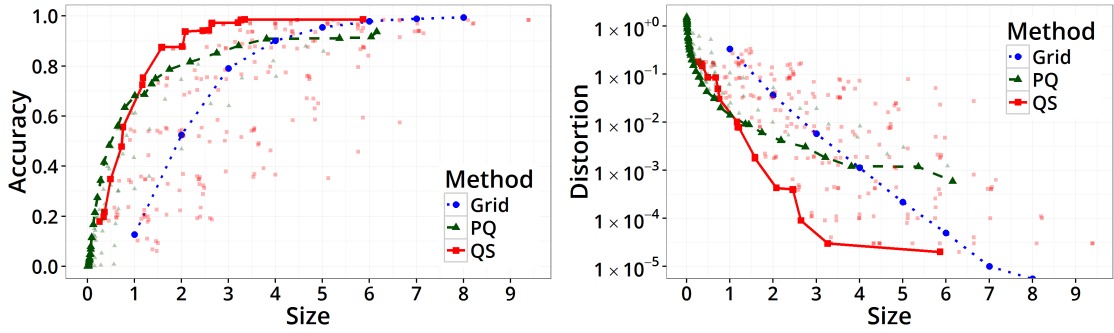 Accuracy
1.0
0.8
0.6
0.4
0.2
0.0
0 1 2 3 4 5 6 7 8 9
Size
Method
Grid
PQ
QS
Distortion
1 × 10⁺⁰
1 × 10⁻¹
1 × 10⁻²
1 × 10⁻³
1 × 10⁻⁴
1 × 10⁻⁵
0 1 2 3 4 5 6 7 8 9
Size
Method
Grid
PQ
QS